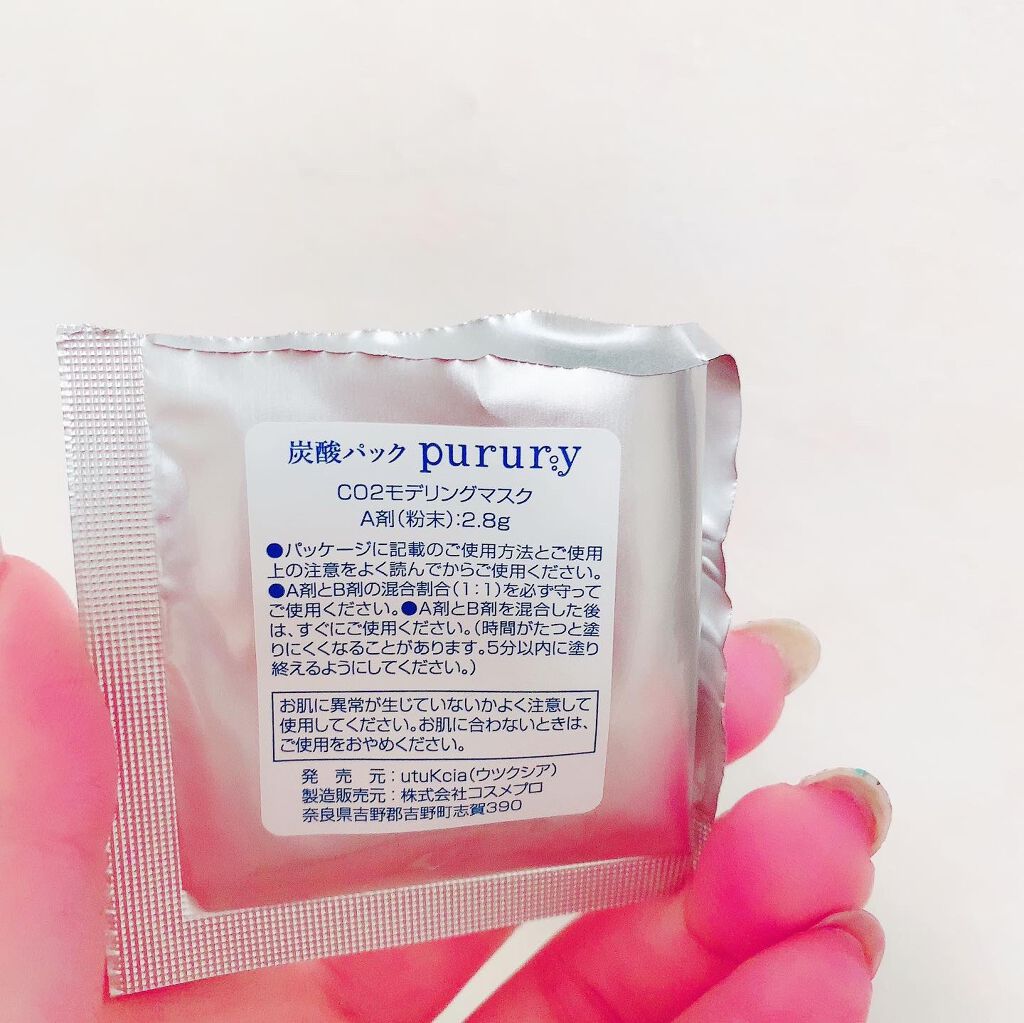 炭酸パック purury
CO2モデリングマスク
A剤(粉末):2.8g
●パッケージに記載のご使用方法とご使用
上の注意をよく読んでからご使用ください。
●A剤とB剤の混合割合(1:1)を必ず守って
ご使用ください。●A剤とB剤を混合した後
は、すぐにご使用ください。(時間がたつと塗
りにくくなることがあります。5分以内に塗り
終えるようにしてください。)
お肌に異常が生じていないかよく注意して
使用してください。お肌に合わないときは、
ご使用をおやめください。
発 売 元:utuKcia(ウツクシア)
製造販売元:株式会社コスメプロ
奈良県吉野郡吉野町志賀390